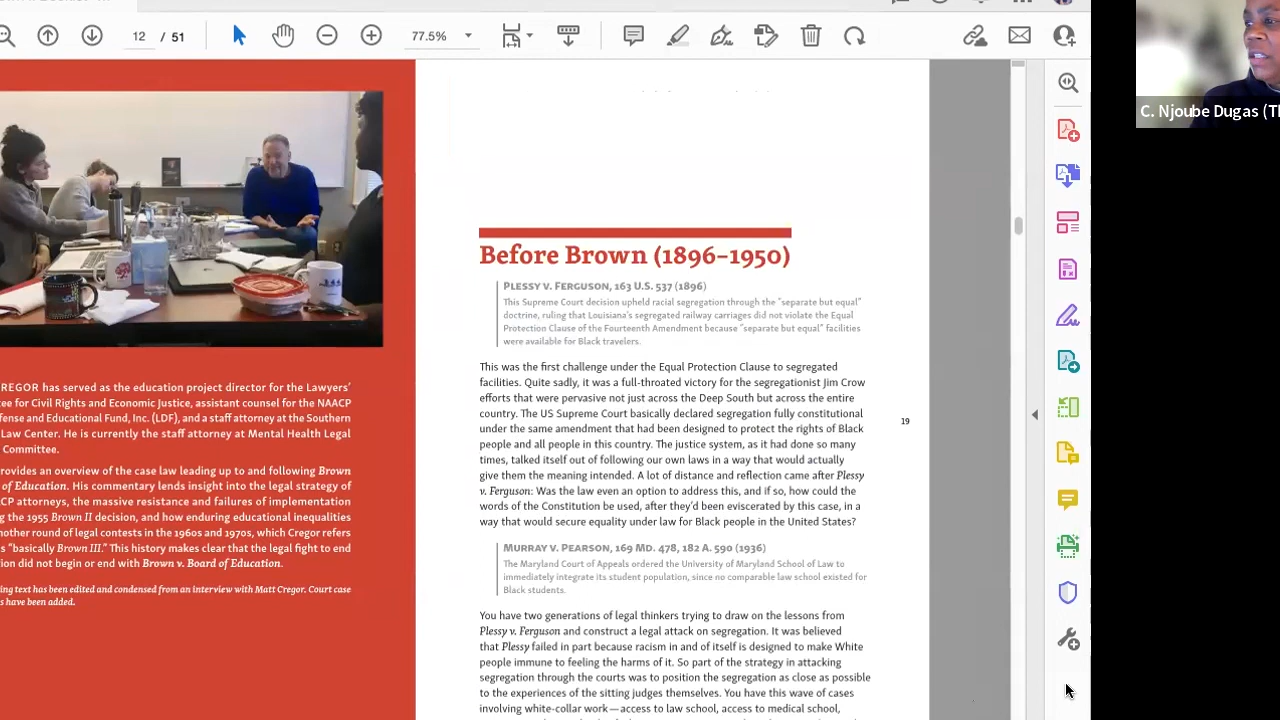 12 / 51
77.5%
C. Njoube Dugas (T
REGOR has served as the education project director for the Lawyers'
ee for Civil Rights and Economic Justice, assistant counsel for the NAACP
fense and Educational Fund, Inc. (LDF), and a staff attorney at the Southern
Law Center. He is currently the staff attorney at Mental Health Legal
Committee.
rovides an overview of the case law leading up to and following Brown
of Education. His commentary lends insight into the legal strategy of
CP attorneys, the massive resistance and failures of implementation
ng the 1955 Brown II decision, and how enduring educational inequalities
nother round of legal contests in the 1960s and 1970s, which Cregor refers
s "basically Brown III." This history makes clear that the legal fight to end
ion did not begin or end with Brown v. Board of Education.
ing text has been edited and condensed from an interview with Matt Cregor. Court case
s have been added.
Before Brown (1896–1950)
PLESSY V. FERGUSON, 163 U.S. 537 (1896)
This Supreme Court decision upheld racial segregation through the "separate but equal"
doctrine, ruling that Louisiana's segregated railway carriages did not violate the Equal
Protection Clause of the Fourteenth Amendment because "separate but equal" facilities
were available for Black travelers.
This was the first challenge under the Equal Protection Clause to segregated
facilities. Quite sadly, it was a full-throated victory for the segregationist Jim Crow
efforts that were pervasive not just across the Deep South but across the entire
country. The US Supreme Court basically declared segregation fully constitutional
under the same amendment that had been designed to protect the rights of Black
people and all people in this country. The justice system, as it had done so many
times, talked itself out of following our own laws in a way that would actually
give them the meaning intended. A lot of distance and reflection came after Plessy
v. Ferguson: Was the law even an option to address this, and if so, how could the
words of the Constitution be used, after they'd been eviscerated by this case, in a
way that would secure equality under law for Black people in the United States?
19
MURRAY V. PEARSON, 169 MD. 478, 182 A. 590 (1936)
The Maryland Court of Appeals ordered the University of Maryland School of Law to
immediately integrate its student population, since no comparable law school existed for
Black students.
You have two generations of legal thinkers trying to draw on the lessons from
Plessy v. Ferguson and construct a legal attack on segregation. It was believed
that Plessy failed in part because racism in and of itself is designed to make White
people immune to feeling the harms of it. So part of the strategy in attacking
segregation through the courts was to position the segregation as close as possible
to the experiences of the sitting judges themselves. You have this wave of cases
involving white-collar work—access to law school, access to medical school,